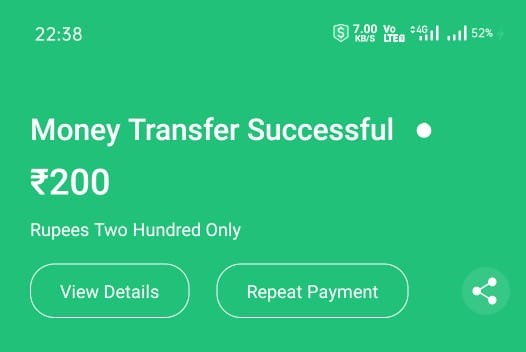 22:38 7.00 KB/S Vo LTE 4G 52%
Money Transfer Successful
₹200
Rupees Two Hundred Only
View Details Repeat Payment